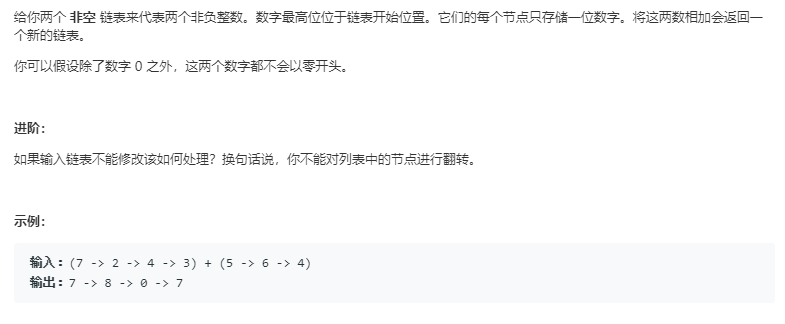 给你两个 非空 链表来代表两个非负整数。数字最高位位于链表开始位置。它们的每个节点只存储一位数字。将这两数相加会返回一
个新的链表。
你可以假设除了数字 0 之外，这两个数字都不会以零开头。
进阶：
如果输入链表不能修改该如何处理？换句话说，你不能对列表中的节点进行翻转。
示例：
输入：(7 -> 2 -> 4 -> 3) + (5 -> 6 -> 4)
输出：7 -> 8 -> 0 -> 7